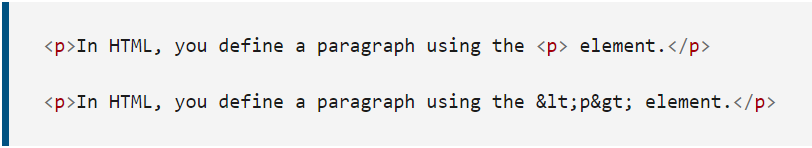 <p>In HTML, you define a paragraph using the <p> element.</p>
<p>In HTML, you define a paragraph using the &lt;p&gt; element.</p>